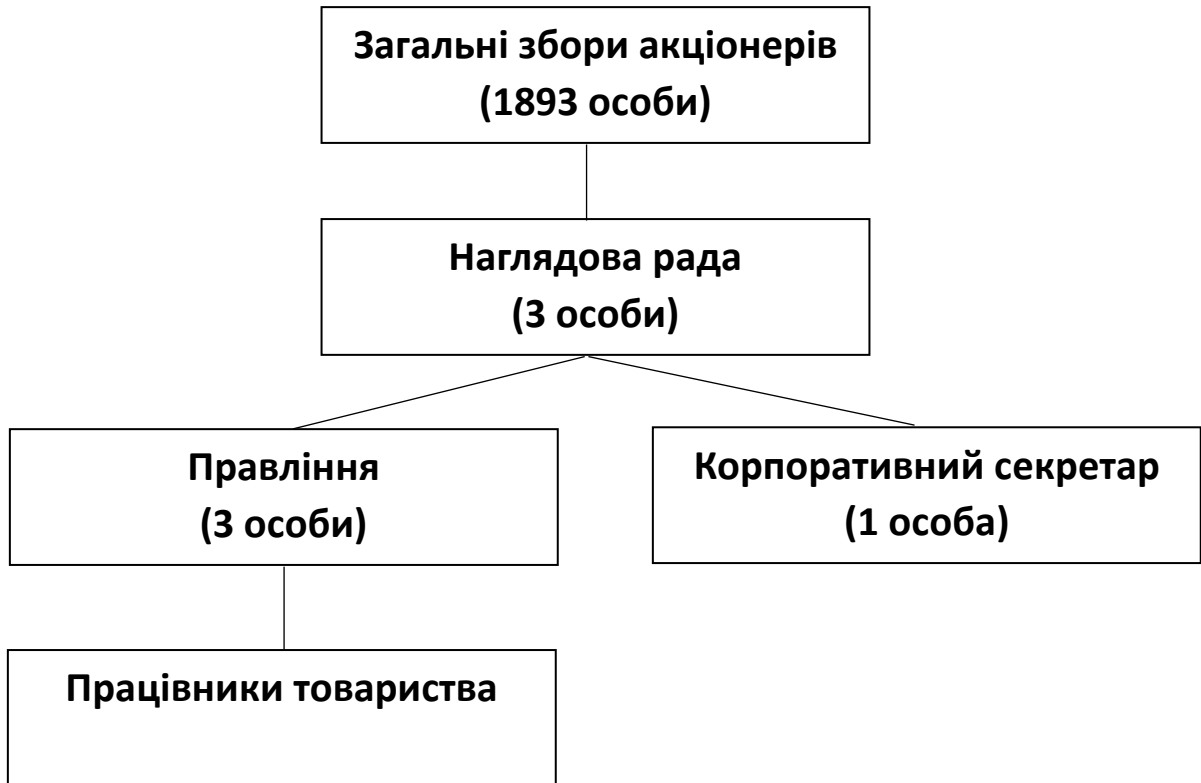 Загальні збори акціонерів
(1893 особи)
Наглядова рада
(3 особи)
Правління
(3 особи)
Корпоративний секретар
(1 особа)
Працівники товариства